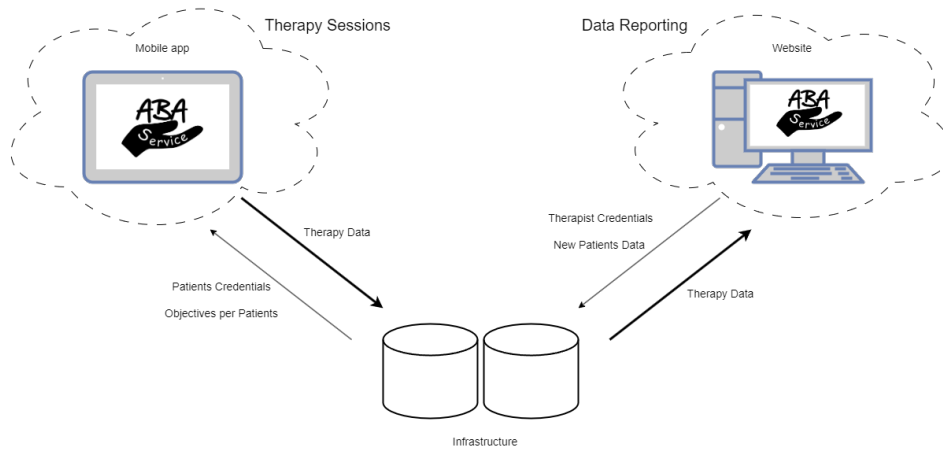 Therapy Sessions
Data Reporting
Mobile app
Website
ABA
Service
ABA
Service
Therapy Data
Patients Credentials
Objectives per Patients
Therapist Credentials
New Patients Data
Therapy Data
Infrastructure